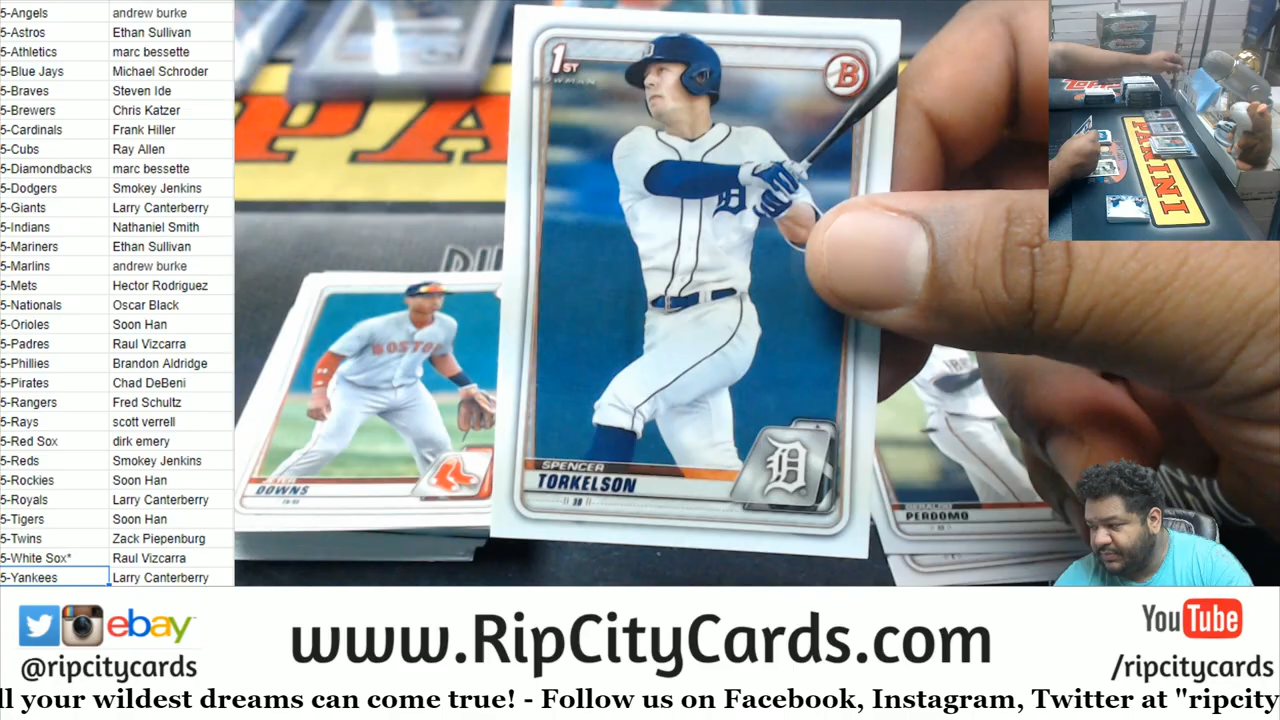 5-Angels andrew burke
5-Astros Ethan Sullivan
5-Athletics marc bessette
5-Blue Jays Michael Schroder
5-Braves Steven Ide
5-Brewers Chris Katzer
5-Cardinals Frank Hiller
5-Cubs Ray Allen
5-Diamondbacks marc bessette
5-Dodgers Smokey Jenkins
5-Giants Larry Canterberry
5-Indians Nathaniel Smith
5-Mariners Ethan Sullivan
5-Marlins andrew burke
5-Mets Hector Rodriguez
5-Nationals Oscar Black
5-Orioles Soon Han
5-Padres Raul Vizcarra
5-Phillies Brandon Aldridge
5-Pirates Chad DeBeni
5-Rangers Fred Schultz
5-Rays scott verrell
5-Red Sox dirk emery
5-Reds Smokey Jenkins
5-Rockies Soon Han
5-Royals Larry Canterberry
5-Tigers Soon Han
5-Twins Zack Piepenburg
5-White Sox* Raul Vizcarra
5-Yankees Larry Canterberry
PA
1ST
BOWMAN
B
D
SPENCER
TORKELSON
3B
D
BOSTON
JETER
DOWNS
GERALDO
PERDOMO
PANINI
ebay
@ripcitycards
www.RipCityCards.com
YouTube
/ripcitycards
ll your wildest dreams can come true! - Follow us on Facebook, Instagram, Twitter at "ripcity